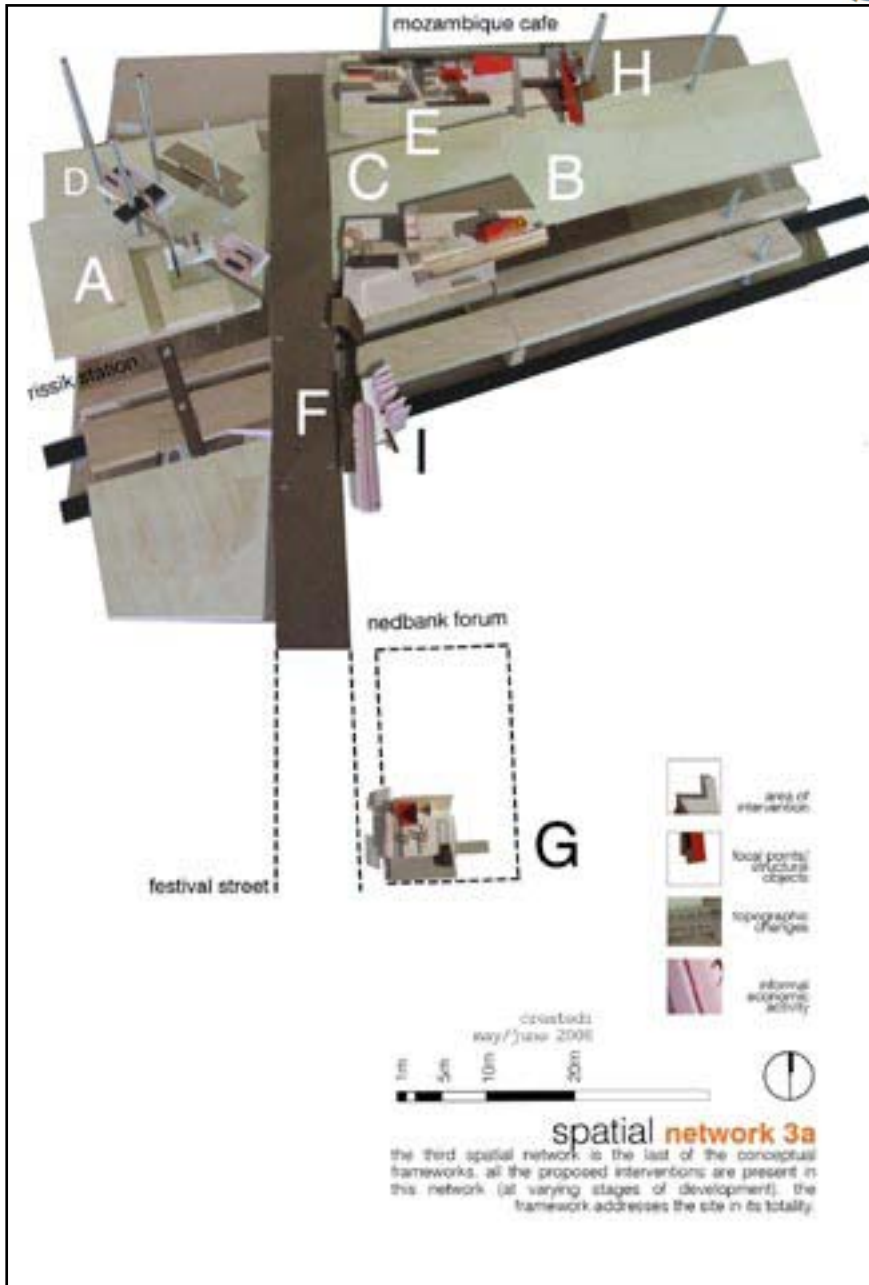 mozambique cafe
H
E
D
C
B
A
rissik station
F
I
nedbank forum
G
festival street
area of
intervention
focal points/
structural
objects
topographic
changes
informal
economic
activity
created:
may/june 2006
1m
5m
10m
20m
spatial network 3a
the third spatial network is the last of the conceptual
frameworks. all the proposed interventions are present in
this network (at varying stages of development). the
framework addresses the site in its totality.